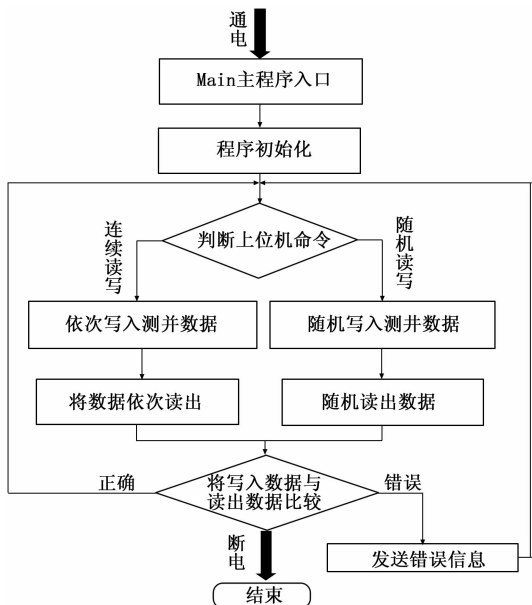 通电
Main主程序入口
程序初始化
判断上位机命令
连续读写
随机读写
依次写入测并数据
随机写入测井数据
将数据依次读出
随机读出数据
将写入数据与
读出数据比较
正确
错误
断电
发送错误信息
结束